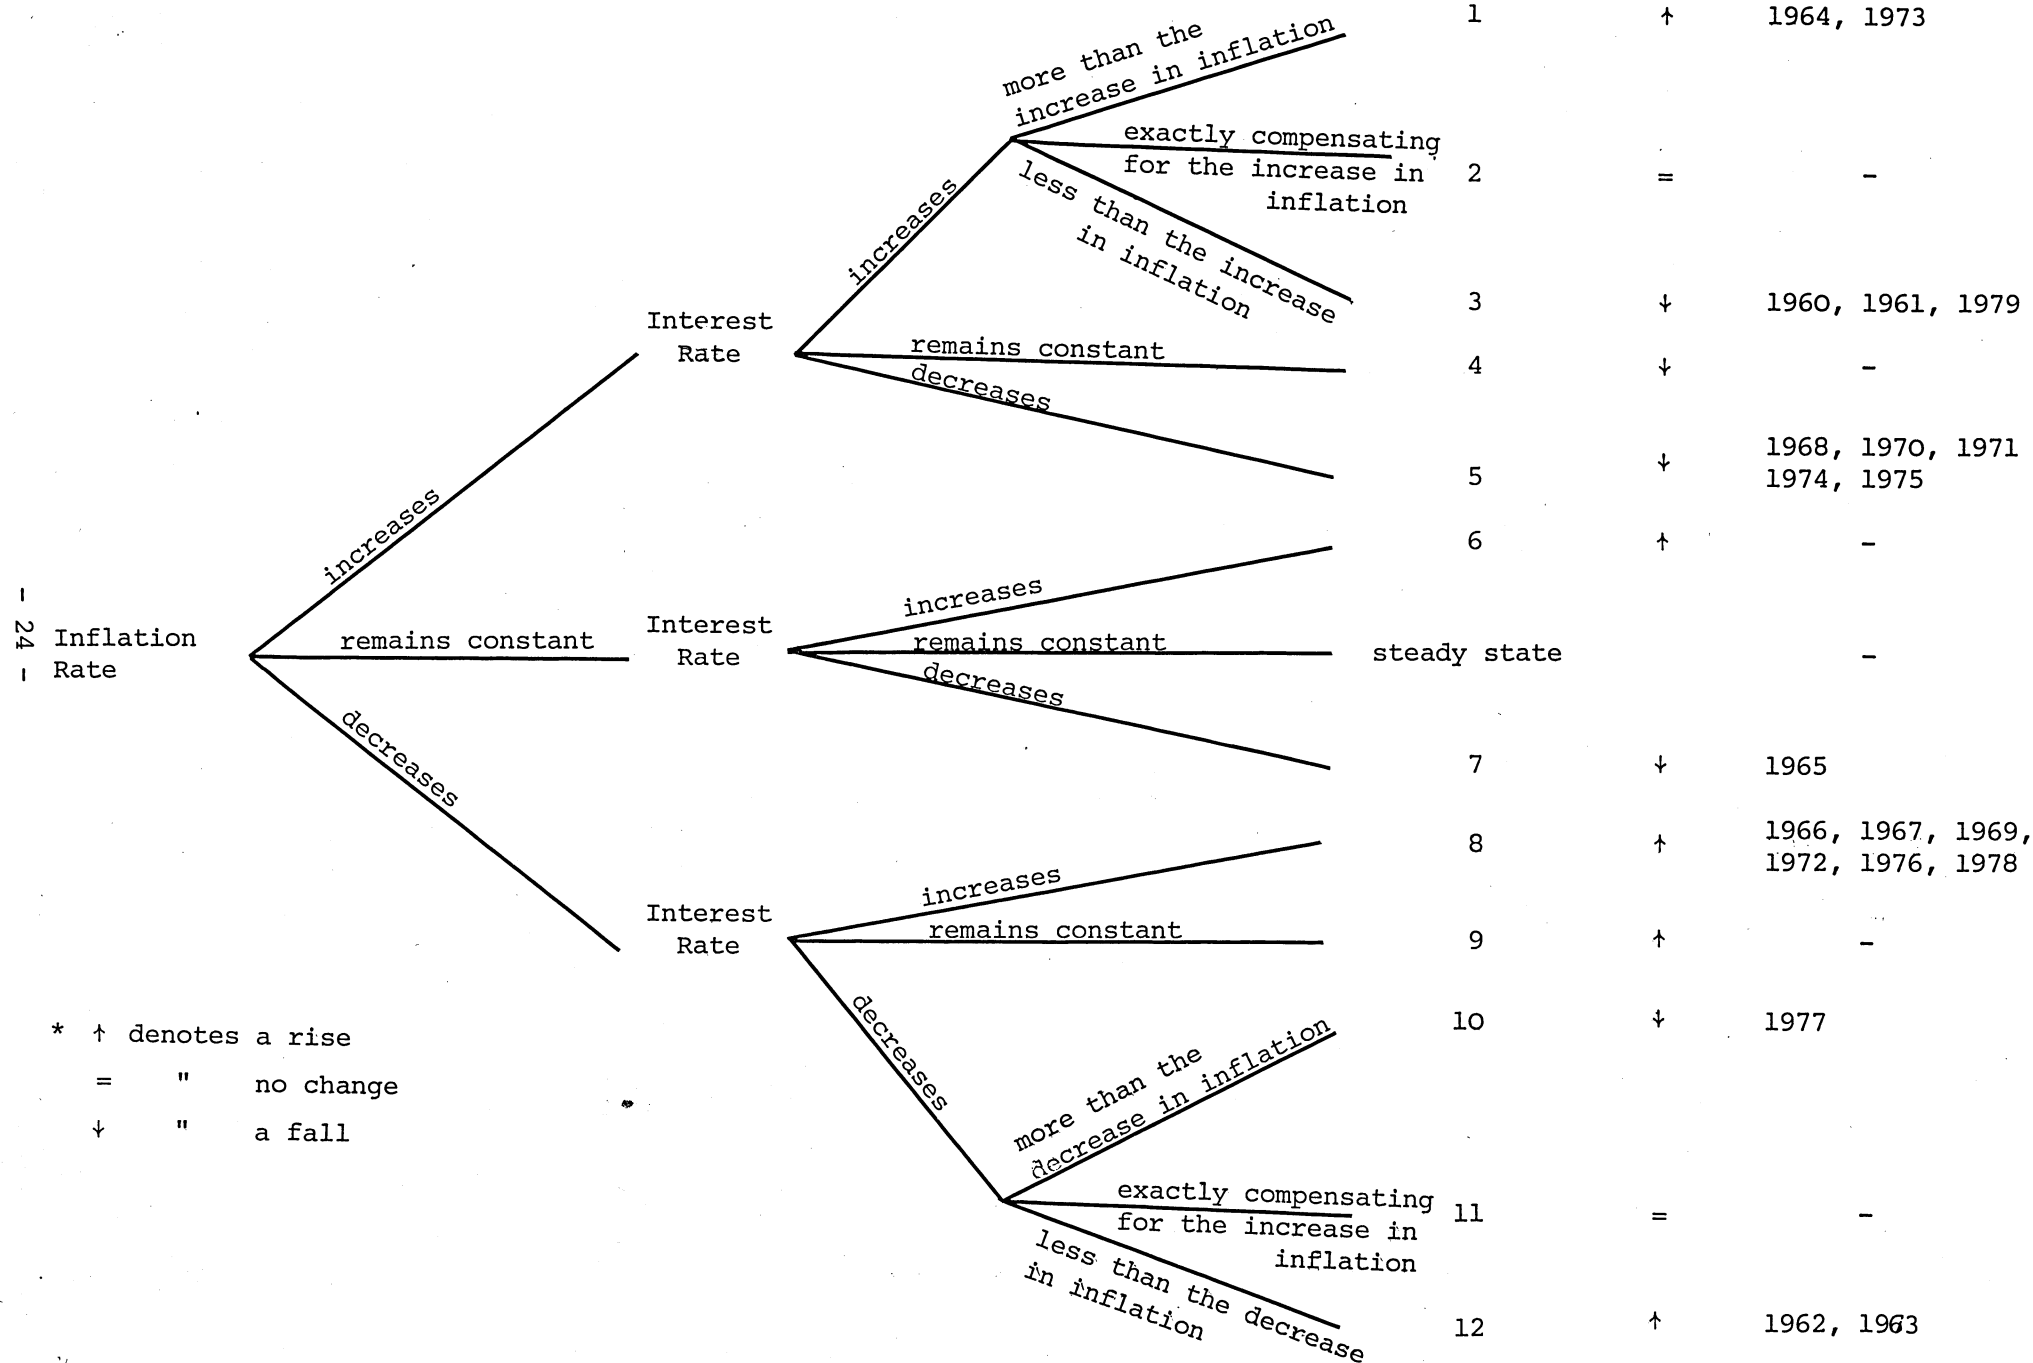 1 ↑ 1964, 1973
more than the
increase in inflation
exactly compensating
for the increase in
inflation
2 = -
less than the increase
in inflation
increases
3 ↓ 1960, 1961, 1979
Interest
Rate
remains constant
4 ↓ -
decreases
5 ↓ 1968, 1970, 1971
1974, 1975
increases
6 ↑ -
increases
- 24 -
Inflation
Rate
remains constant
Interest
Rate
remains constant
steady state -
decreases
decreases
7 ↓ 1965
8 ↑ 1966, 1967, 1969,
1972, 1976, 1978
increases
Interest
Rate
remains constant
9 ↑ -
decreases
10 ↓ 1977
more than the
decrease in inflation
exactly compensating
for the increase in
inflation
11 = -
less than the decrease
in inflation
12 ↑ 1962, 1963
* ↑ denotes a rise
= " no change
↓ " a fall